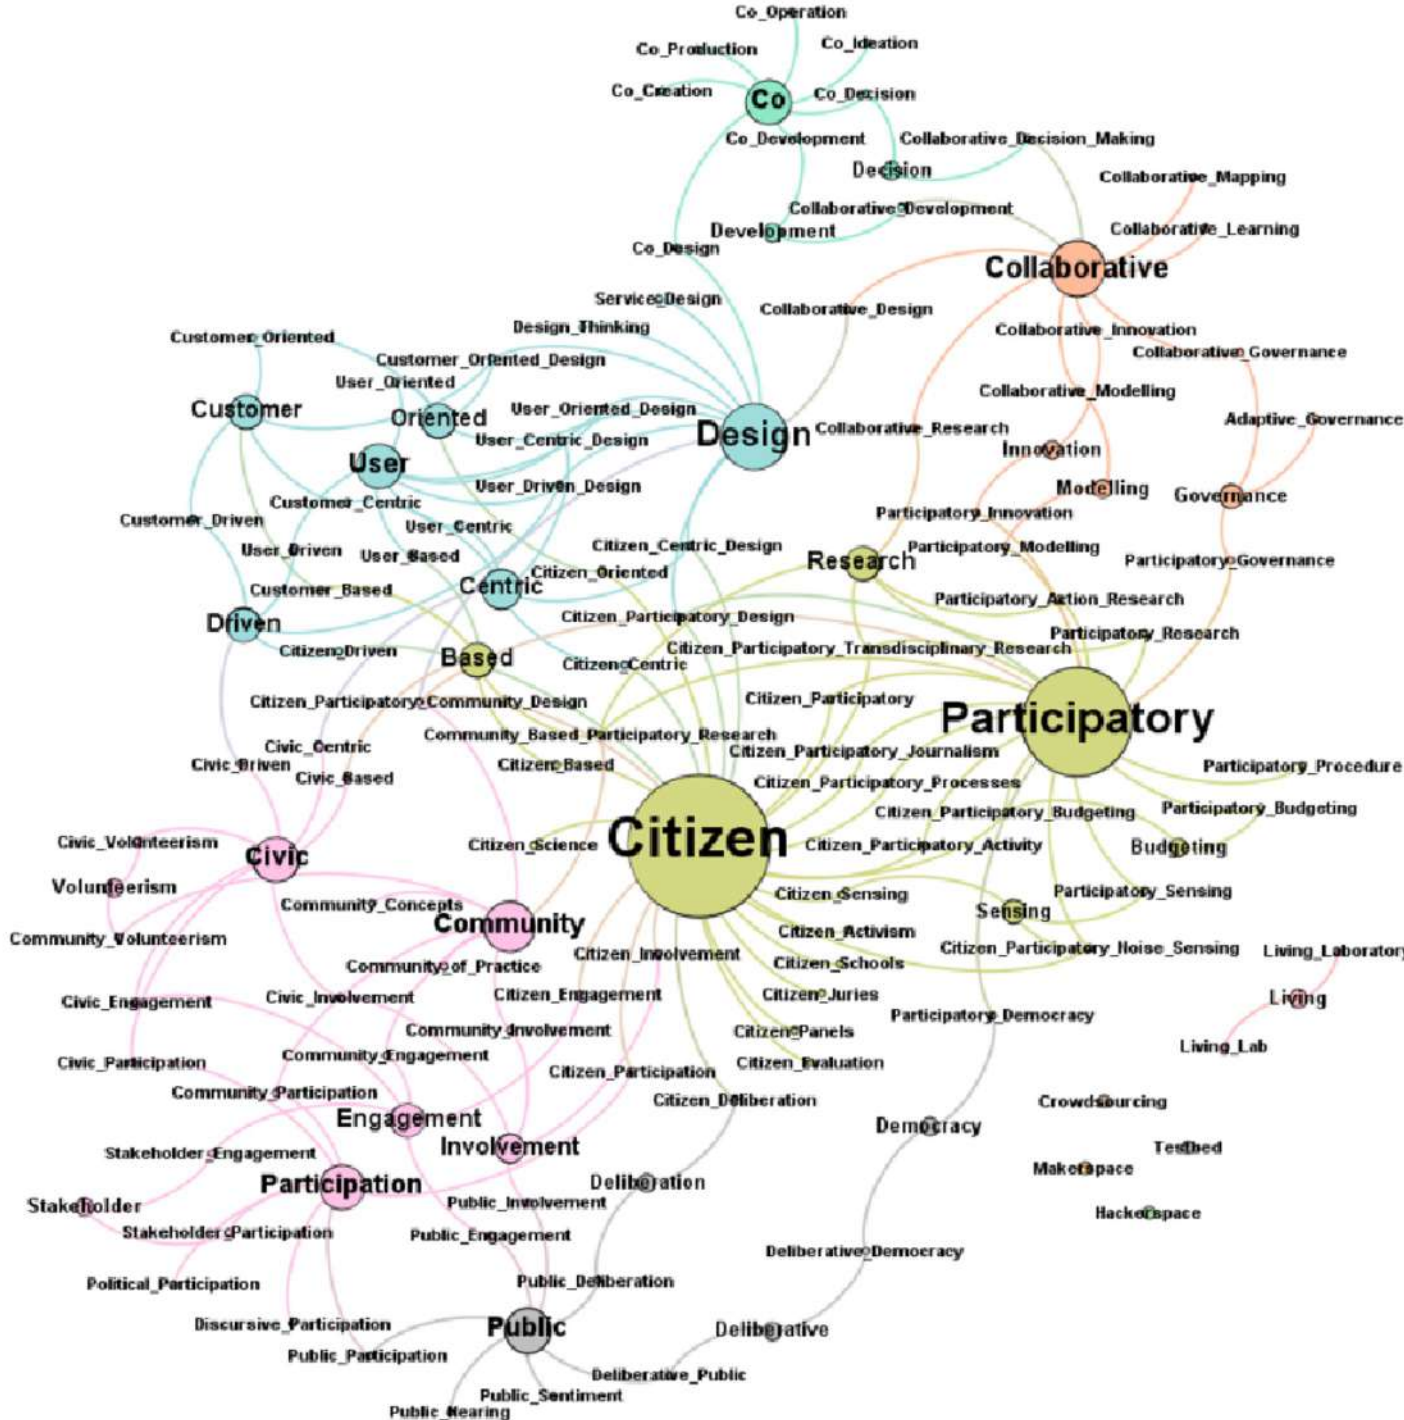 Co_Operation
Co_Production
Co_Ideation
Co_Creation
Co
Co_Decision
Co_Development
Collaborative_Decision_Making
Decision
Collaborative_Mapping
Collaborative_Development
Development
Collaborative_Learning
Co_Design
Collaborative
Service_Design
Collaborative_Design
Design_Thinking
Collaborative_Innovation
Customer_Oriented
Customer_Oriented_Design
Collaborative_Governance
User_Oriented
Collaborative_Modelling
Customer
Oriented
User_Oriented_Design
Adaptive_Governance
Design
Collaborative_Research
User_Centric_Design
Innovation
User
User_Driven_Design
Modelling
Governance
Customer_Centric
Participatory_Innovation
Customer_Driven
User_Centric
User_Driven
User_Based
Citizen_Centric_Design
Participatory_Modelling
Research
Participatory_Governance
Citizen_Oriented
Customer_Based
Centric
Participatory_Action_Research
Citizen_Participatory_Design
Driven
Participatory_Research
Citizen_Driven
Based
Citizen_Participatory_Transdisciplinary_Research
Citizen_Centric
Citizen_Participatory_Community_Design
Citizen_Participatory
Participatory
Community_Based_Participatory_Research
Civic_Centric
Citizen_Participatory_Journalism
Civic_Driven
Citizen_Based
Participatory_Procedure
Civic_Based
Citizen_Participatory_Processes
Participatory_Budgeting
Citizen_Participatory_Budgeting
Citizen
Civic_Volunteerism
Citizen_Science
Citizen_Participatory_Activity
Budgeting
Civic
Volunteerism
Citizen_Sensing
Participatory_Sensing
Community_Concepts
Sensing
Community
Citizen_Activism
Community_Volunteerism
Citizen_Participatory_Noise_Sensing
Citizen_Involvement
Living_Laboratory
Community_of_Practice
Citizen_Schools
Civic_Engagement
Civic_Involvement
Citizen_Engagement
Citizen_Juries
Living
Participatory_Democracy
Community_Involvement
Citizen_Panels
Living_Lab
Civic_Participation
Community_Engagement
Citizen_Evaluation
Citizen_Participation
Community_Participation
Citizen_Deliberation
Crowdsourcing
Engagement
Democracy
Involvement
Testbed
Stakeholder_Engagement
Makerspace
Participation
Deliberation
Stakeholder
Public_Involvement
Hackerspace
Stakeholder_Participation
Public_Engagement
Deliberative_Democracy
Political_Participation
Public_Deliberation
Discursive_Participation
Public
Deliberative
Public_Participation
Deliberative_Public
Public_Sentiment
Public_Hearing